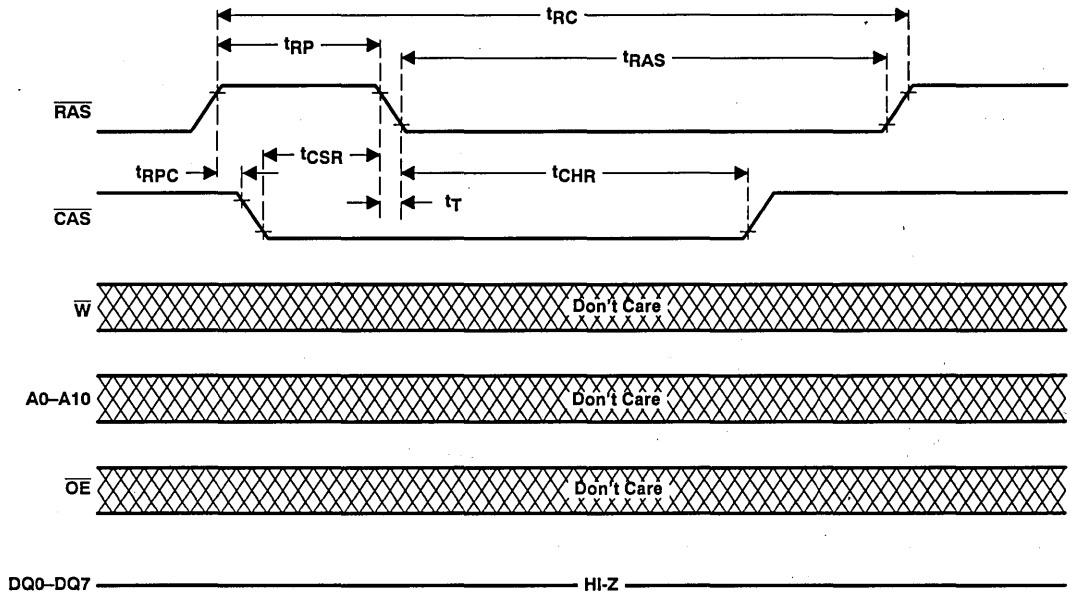 tRC
tRP
tRAS
RAS
tCSR
tRPC
tCHR
tT
CAS
W
Don't Care
A0–A10
Don't Care
OE
Don't Care
DQ0–DQ7
HI-Z